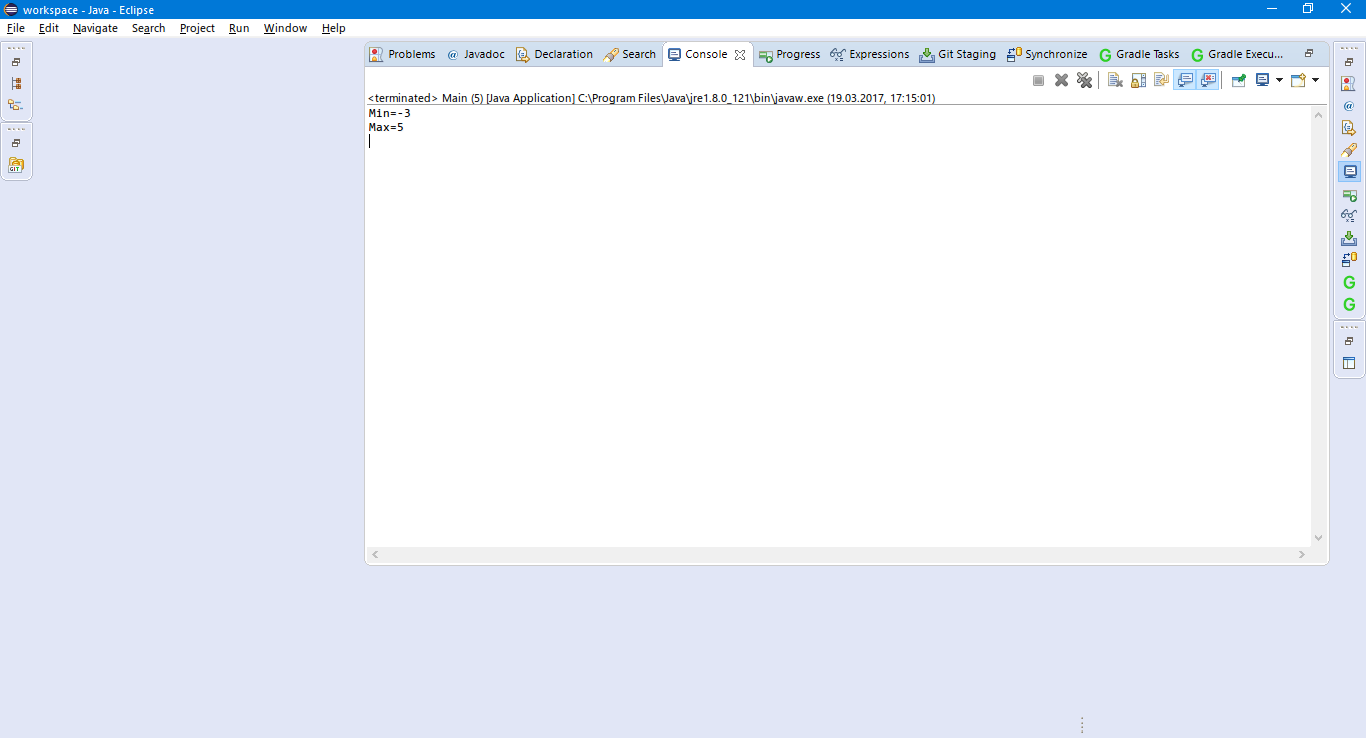 workspace - Java - Eclipse
File Edit Navigate Search Project Run Window Help
Problems @ Javadoc Declaration Search Console Progress Expressions Git Staging Synchronize Gradle Tasks Gradle Execu...
<terminated> Main (5) [Java Application] C:\Program Files\Java\jre1.8.0_121\bin\javaw.exe (19.03.2017, 17:15:01)
Min=-3
Max=5
GIT
@
G
G